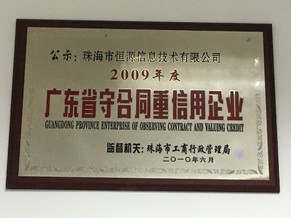 公示：珠海市恒源信息技术有限公司
2009年度
广东省守合同重信用企业
GUANGDONG PROVINCE ENTERPRISE OF OBSERVING CONTRACT AND VALUING CREDIT
监督机关：珠海市工商行政管理局
二〇一〇年六月